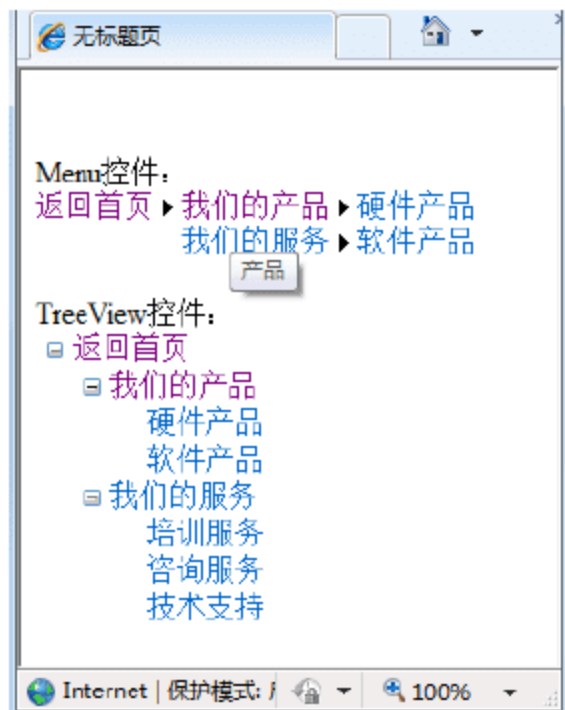 无标题页
Menu控件：
返回首页 我们的产品 硬件产品
我们的服务 软件产品
产品
TreeView控件：
返回首页
我们的产品
硬件产品
软件产品
我们的服务
培训服务
咨询服务
技术支持
Internet | 保护模式: 100%